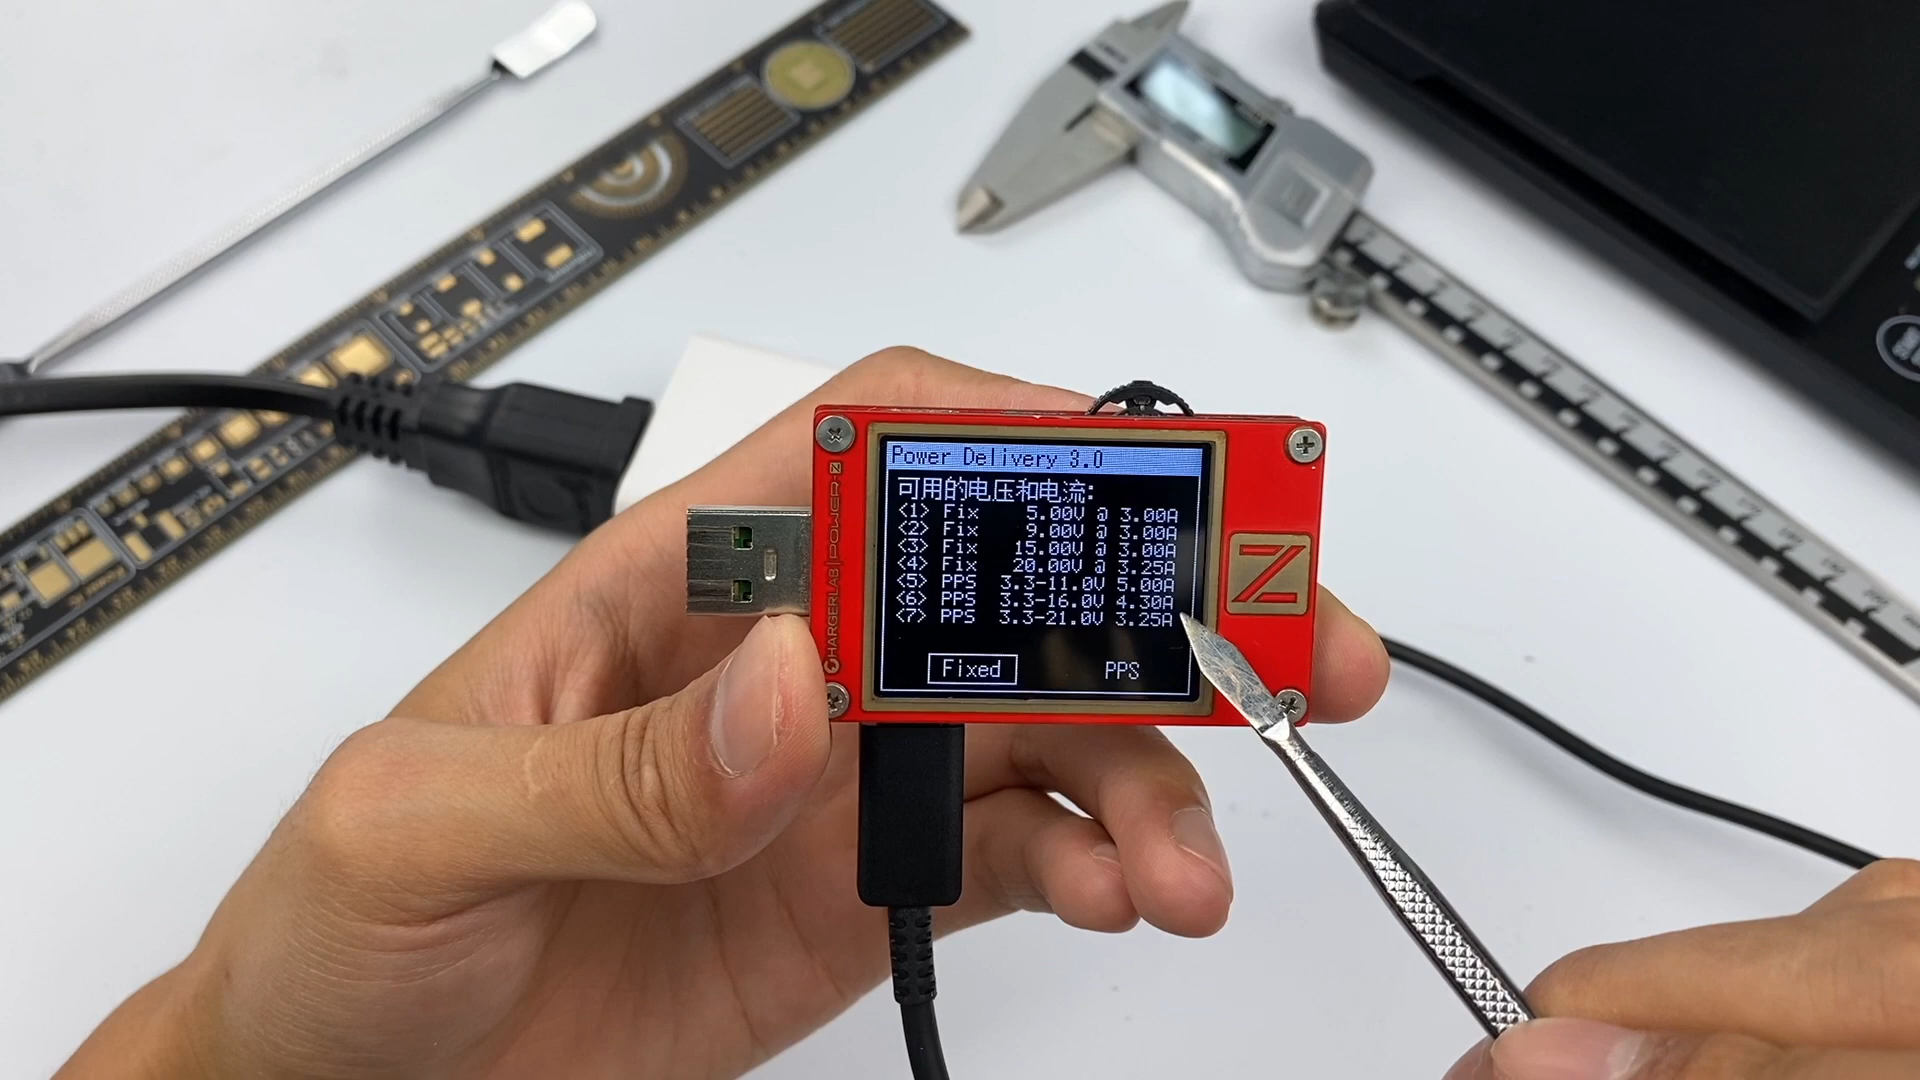 Power Delivery 3.0
可用的电压和电流:
<1> Fix 5.00V @ 3.00A
<2> Fix 9.00V @ 3.00A
<3> Fix 15.00V @ 3.00A
<4> Fix 20.00V @ 3.25A
<5> PPS 3.3-11.0V 5.00A
<6> PPS 3.3-16.0V 4.30A
<7> PPS 3.3-21.0V 3.25A
Fixed PPS
CHARGERLAB | POWER-Z
Z